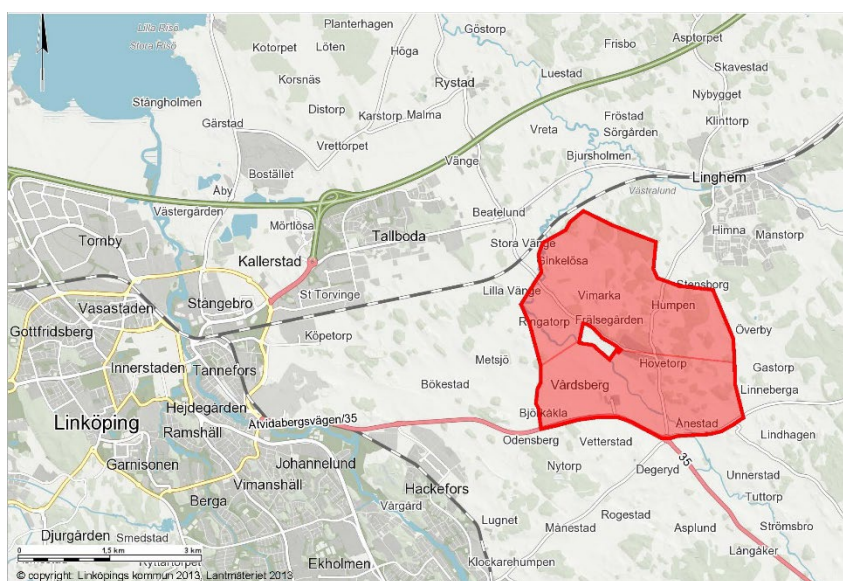 Lilla Risö
Stora Risö
Planterhagen
Göstorp
Asptorpet
Kotorpet
Löten
Höga
Frisbo
Korsnäs
Luestad
Skavestad
Rystad
Stångholmen
Distorp
Karstorp
Malma
Nybygget
Gärstad
Fröstad
Klinttorp
Vreta
Sörgården
Vrettorpet
Vänge
Bjursholmen
Bostället
Linghem
Åby
Västralund
Västergården
Mörtlösa
Beatelund
Himna
Manstorp
Tallboda
Tornby
Stora Vänge
Kallerstad
Ginkelösa
Stensborg
Vasastaden
Stångebro
St Torvinge
Lilla Vänge
Vimarka
Humpen
Gottfridsberg
Ringatorp
Frälsegården
Överby
Köpetorp
Metsjö
Hovetorp
Gastorp
Innerstaden
Tannefors
Bökestad
Vårdsberg
Linneberga
Hejdegården
Linköping
Åtvidabergsvägen/35
Björkäkla
Ånestad
Ramshäll
Odensberg
Vetterstad
Lindhagen
Garnisonen
Johannelund
35
Vimanshäll
Nytorp
Degeryd
Unnerstad
Berga
Hackefors
Tuttorp
Vårgård
Rogestad
Lugnet
Månestad
Asplund
Strömsbro
Djurgården
Smedstad
Långåker
0 1,5 km 3 km
Ekholmen
Klockarehumpen
Ryttartorpet
© copyright: Linköpings kommun 2013, Lantmäteriet 2013